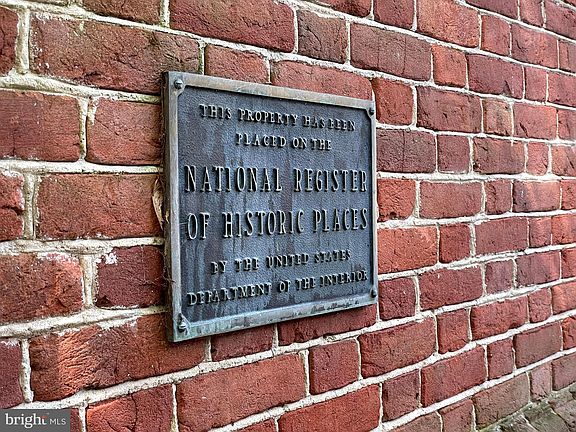 THIS PROPERTY HAS BEEN
PLACED ON THE
NATIONAL REGISTER
OF HISTORIC PLACES
BY THE UNITED STATES
DEPARTMENT OF THE INTERIOR
bright MLS